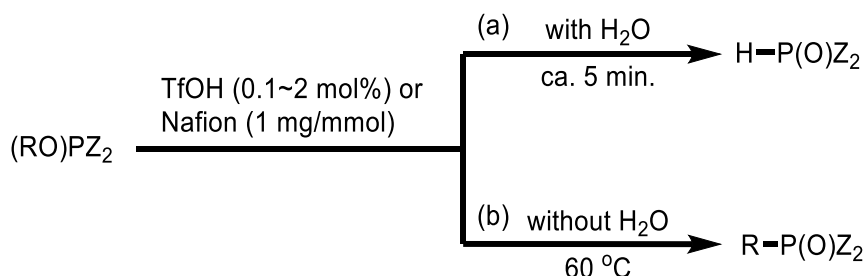 (a) with H₂O
ca. 5 min.
H–P(O)Z₂
TfOH (0.1~2 mol%) or
Nafion (1 mg/mmol)
(RO)PZ₂
(b) without H₂O
60 °C
R–P(O)Z₂